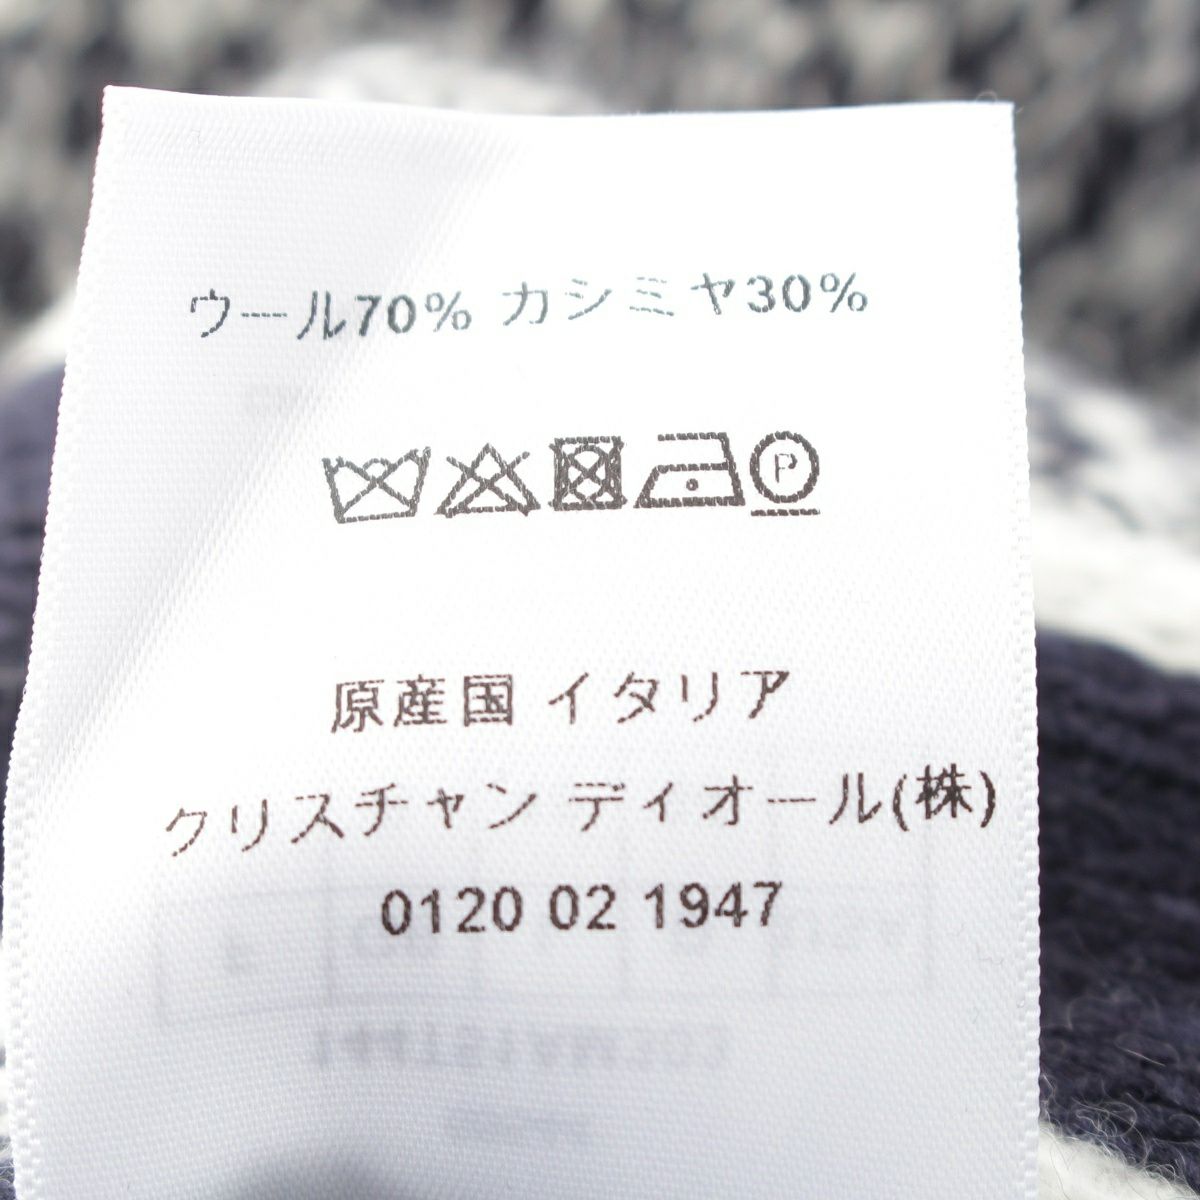 ウール70% カシミヤ30%
P
原産国 イタリア
クリスチャン ディオール(株)
0120 02 1947